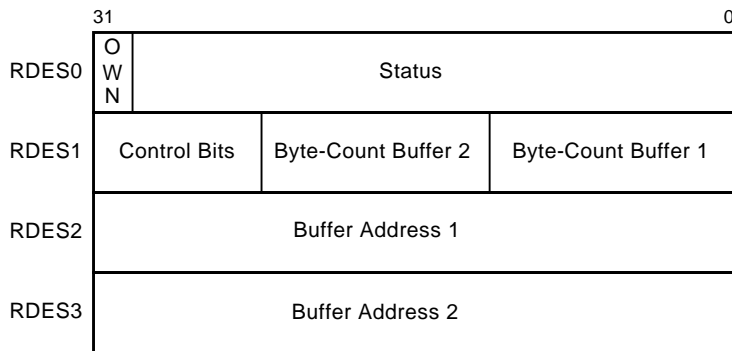 31 0
RDES0 OWN Status
RDES1 Control Bits Byte-Count Buffer 2 Byte-Count Buffer 1
RDES2 Buffer Address 1
RDES3 Buffer Address 2